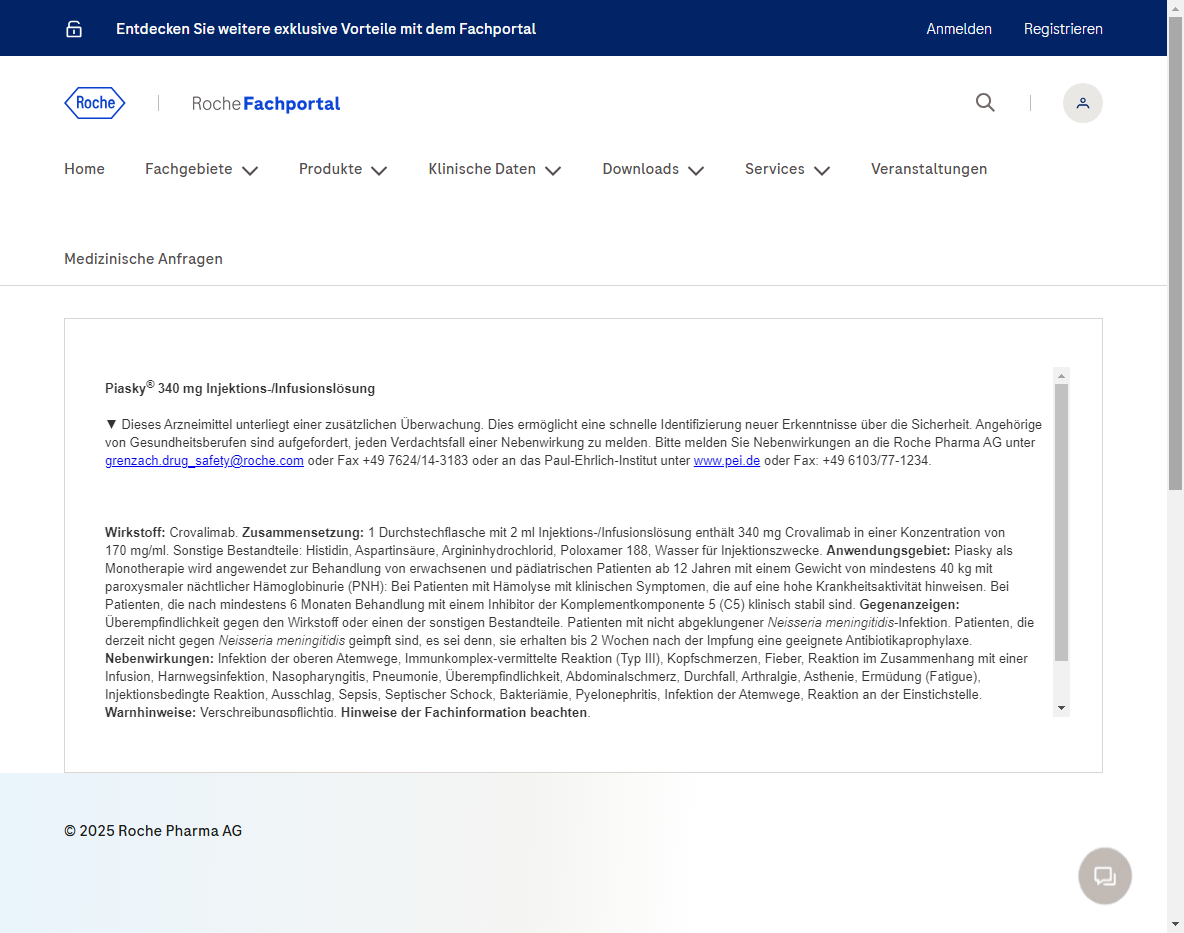 Entdecken Sie weitere exklusive Vorteile mit dem Fachportal
Anmelden
Registrieren
Roche
Roche Fachportal
Home
Fachgebiete
Produkte
Klinische Daten
Downloads
Services
Veranstaltungen
Medizinische Anfragen
Piasky® 340 mg Injektions-/Infusionslösung
▼ Dieses Arzneimittel unterliegt einer zusätzlichen Überwachung. Dies ermöglicht eine schnelle Identifizierung neuer Erkenntnisse über die Sicherheit. Angehörige
von Gesundheitsberufen sind aufgefordert, jeden Verdachtsfall einer Nebenwirkung zu melden. Bitte melden Sie Nebenwirkungen an die Roche Pharma AG unter
grenzach.drug_safety@roche.com oder Fax +49 7624/14-3183 oder an das Paul-Ehrlich-Institut unter www.pei.de oder Fax: +49 6103/77-1234.
Wirkstoff: Crovalimab. Zusammensetzung: 1 Durchstechflasche mit 2 ml Injektions-/Infusionslösung enthält 340 mg Crovalimab in einer Konzentration von
170 mg/ml. Sonstige Bestandteile: Histidin, Aspartinsäure, Argininhydrochlorid, Poloxamer 188, Wasser für Injektionszwecke. Anwendungsgebiet: Piasky als
Monotherapie wird angewendet zur Behandlung von erwachsenen und pädiatrischen Patienten ab 12 Jahren mit einem Gewicht von mindestens 40 kg mit
paroxysmaler nächtlicher Hämoglobinurie (PNH): Bei Patienten mit Hämolyse mit klinischen Symptomen, die auf eine hohe Krankheitsaktivität hinweisen. Bei
Patienten, die nach mindestens 6 Monaten Behandlung mit einem Inhibitor der Komplementkomponente 5 (C5) klinisch stabil sind. Gegenanzeigen:
Überempfindlichkeit gegen den Wirkstoff oder einen der sonstigen Bestandteile. Patienten mit nicht abgeklungener Neisseria meningitidis-Infektion. Patienten, die
derzeit nicht gegen Neisseria meningitidis geimpft sind, es sei denn, sie erhalten bis 2 Wochen nach der Impfung eine geeignete Antibiotikaprophylaxe.
Nebenwirkungen: Infektion der oberen Atemwege, Immunkomplex-vermittelte Reaktion (Typ III), Kopfschmerzen, Fieber, Reaktion im Zusammenhang mit einer
Infusion, Harnwegsinfektion, Nasopharyngitis, Pneumonie, Überempfindlichkeit, Abdominalschmerz, Durchfall, Arthralgie, Asthenie, Ermüdung (Fatigue),
Injektionsbedingte Reaktion, Ausschlag, Sepsis, Septischer Schock, Bakteriämie, Pyelonephritis, Infektion der Atemwege, Reaktion an der Einstichstelle.
Warnhinweise: Verschreibungspflichtig. Hinweise der Fachinformation beachten.
© 2025 Roche Pharma AG